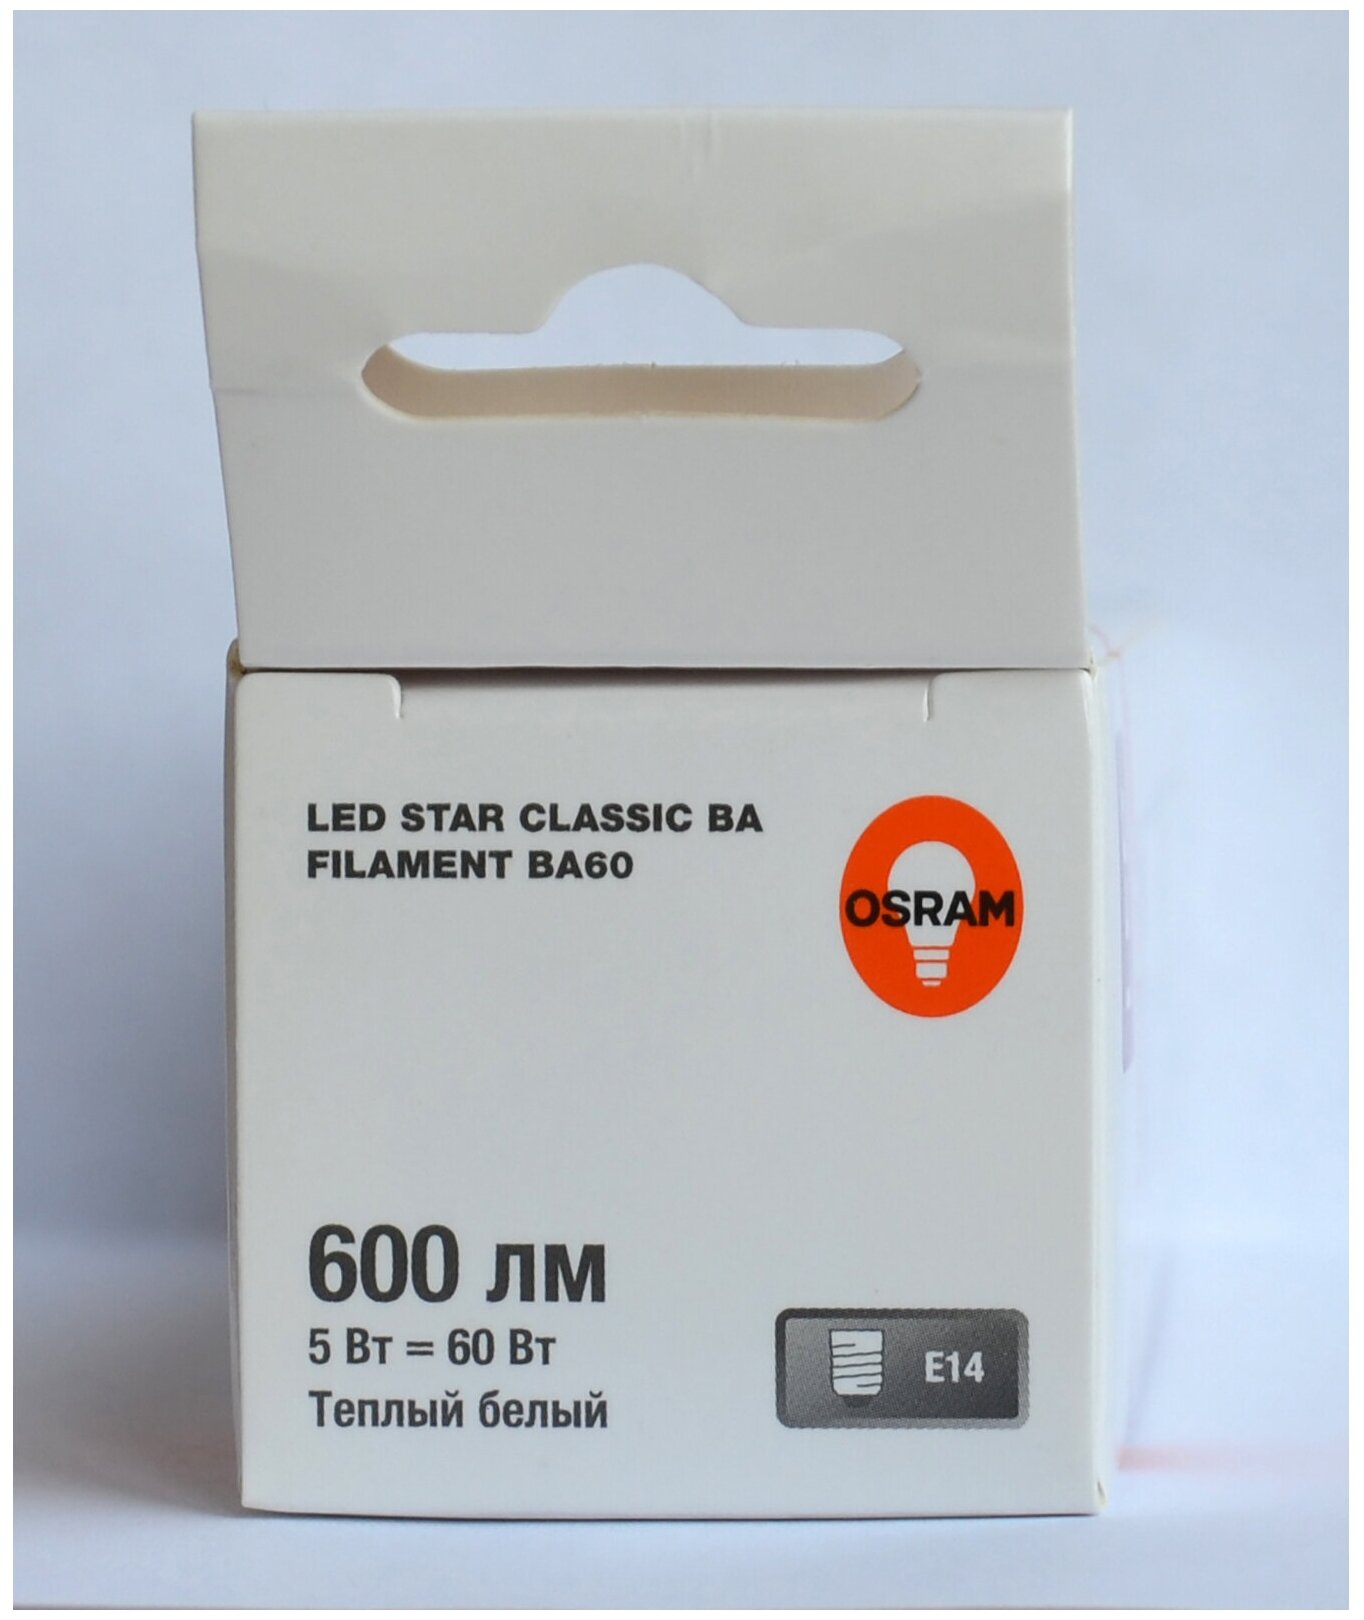 LED STAR CLASSIC BA
FILAMENT BA60
OSRAM
600 лм
5 Вт = 60 Вт
Теплый белый
E14